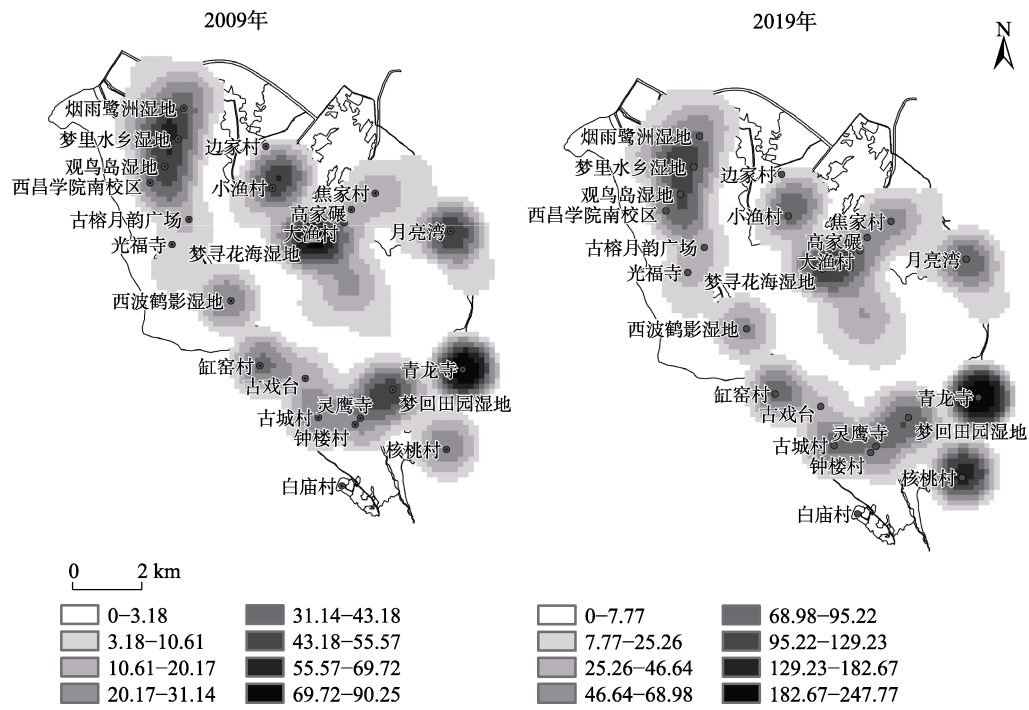 2009年
2019年
N
烟雨鹭洲湿地
梦里水乡湿地
观鸟岛湿地
西昌学院南校区
边家村
小渔村
焦家村
高家碾
大渔村
月亮湾
古榕月韵广场
光福寺
梦寻花海湿地
西波鹤影湿地
缸窑村
古戏台
青龙寺
灵鹰寺
梦回田园湿地
古城村
钟楼村
核桃村
白庙村
烟雨鹭洲湿地
梦里水乡湿地
观鸟岛湿地
西昌学院南校区
边家村
小渔村
焦家村
高家碾
大渔村
月亮湾
古榕月韵广场
光福寺
梦寻花海湿地
西波鹤影湿地
缸窑村
古戏台
青龙寺
灵鹰寺
梦回田园湿地
古城村
钟楼村
核桃村
白庙村
0 2 km
0–3.18
3.18–10.61
10.61–20.17
20.17–31.14
31.14–43.18
43.18–55.57
55.57–69.72
69.72–90.25
0–7.77
7.77–25.26
25.26–46.64
46.64–68.98
68.98–95.22
95.22–129.23
129.23–182.67
182.67–247.77